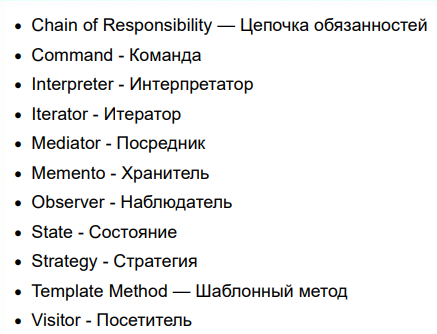 Chain of Responsibility — Цепочка обязанностей
Command - Команда
Interpreter - Интерпретатор
Iterator - Итератор
Mediator - Посредник
Memento - Хранитель
Observer - Наблюдатель
State - Состояние
Strategy - Стратегия
Template Method — Шаблонный метод
Visitor - Посетитель